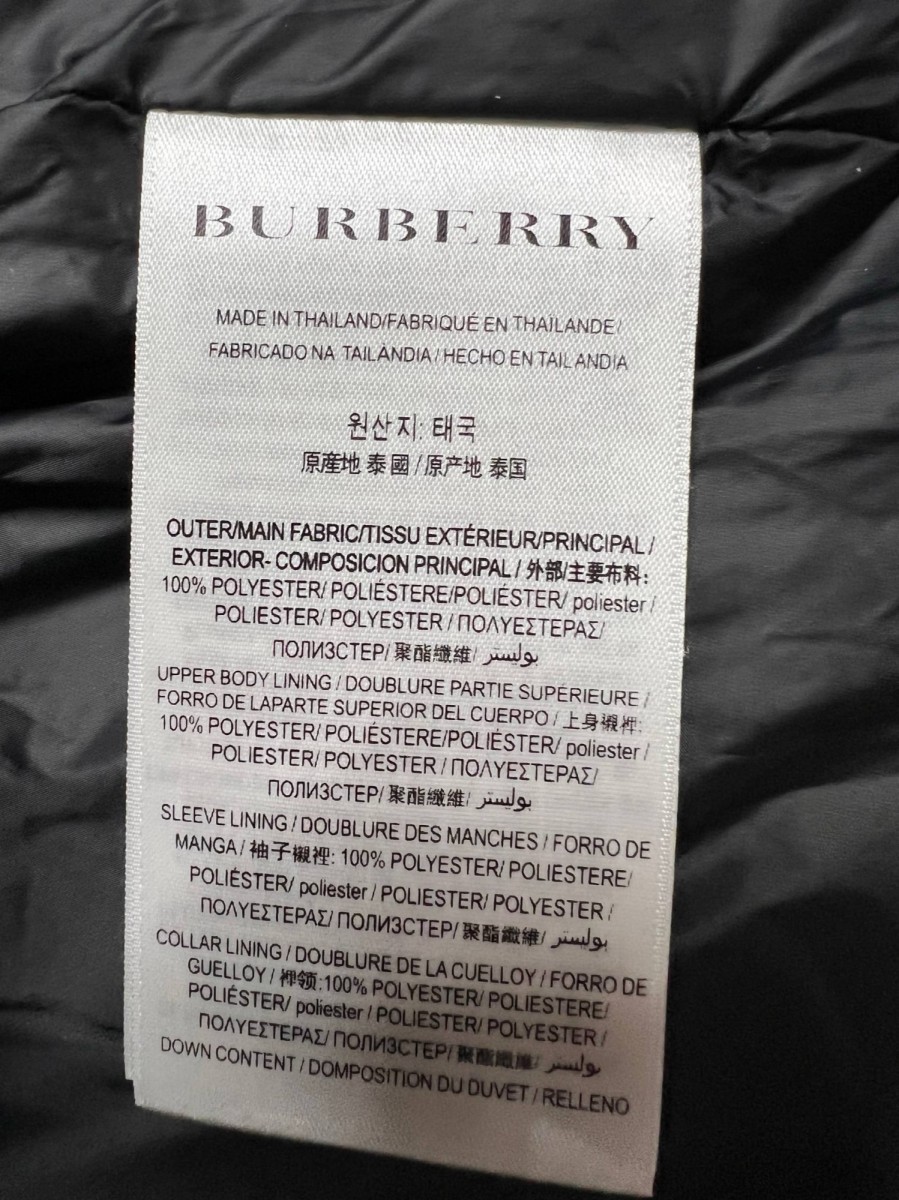 BURBERRY
MADE IN THAILAND/FABRIQUÉ EN THAÏLANDE/
FABRICADO NA TAILÂNDIA/HECHO EN TAILANDIA
원산지: 태국
原產地 泰國/原产地 泰国
OUTER/MAIN FABRIC/TISSU EXTÉRIEUR/PRINCIPAL/
EXTERIOR- COMPOSICION PRINCIPAL/外部/主要布料:
100% POLYESTER/ POLIÉSTERE/POLIÉSTER/ poliester/
POLIESTER/ POLYESTER/ΠΟΛΥΕΣΤΕΡΑΣ/
ПОЛИЗСТЕР/聚酯纖維/ بوليستر
UPPER BODY LINING / DOUBLURE PARTIE SUPÉRIEURE/
FORRO DE LAPARTE SUPERIOR DEL CUERPO/上身襯裡:
100% POLYESTER/ POLIÉSTERE/POLIÉSTER/ poliester/
POLIESTER/ POLYESTER/ΠΟΛΥΕΣΤΕΡΑΣ/
ПОЛИЗСТЕР/聚酯纖維/ بوليستر
SLEEVE LINING / DOUBLURE DES MANCHES / FORRO DE
MANGA/袖子襯裡: 100% POLYESTER/ POLIESTERE/
POLIÉSTER/ poliester / POLIESTER/ POLYESTER /
ΠΟΛΥΕΣΤΕΡΑΣ/ ПОЛИЗСТЕР/聚酯纖維/ بوليستر
COLLAR LINING / DOUBLURE DE LA CUELLOY / FORRO DE
GUELLOY / 裡领:100% POLYESTER/ POLIESTERE/
POLIÉSTER/ poliester / POLIESTER/ POLYESTER /
ΠΟΛΥΕΣΤΕΡΑΣ/ ПОЛИЗСТЕР/聚酯纖維/ بوليستر
DOWN CONTENT / DOMPOSITION DU DUVET / RELLENO